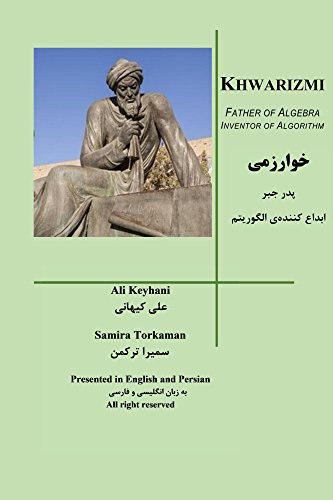 KHWARIZMI
FATHER OF ALGEBRA
INVENTOR OF ALGORITHM
خوارزمی
پدر جبر
ابداع کننده‌ی الگوریتم
Ali Keyhani
علی کیهانی
Samira Torkaman
سمیرا ترکمن
Presented in English and Persian
به زبان انگلیسی و فارسی
All right reserved